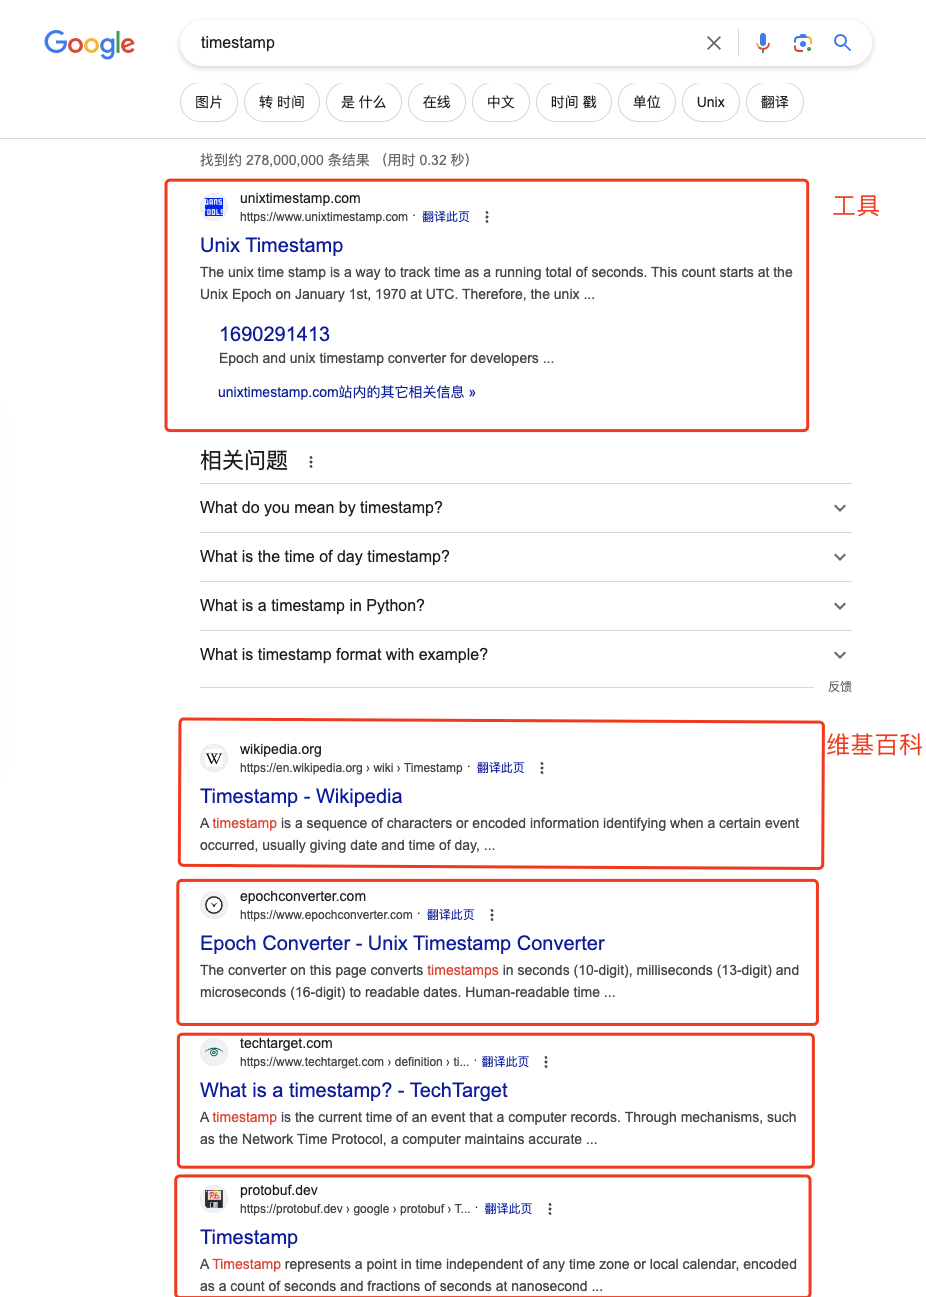 Google
timestamp
图片 转 时间 是 什么 在线 中文 时间 戳 单位 Unix 翻译
找到约 278,000,000 条结果 （用时 0.32 秒）
工具
DANS TOOLS
unixtimestamp.com
https://www.unixtimestamp.com · 翻译此页
Unix Timestamp
The unix time stamp is a way to track time as a running total of seconds. This count starts at the
Unix Epoch on January 1st, 1970 at UTC. Therefore, the unix ...
1690291413
Epoch and unix timestamp converter for developers ...
unixtimestamp.com站内的其它相关信息 »
相关问题
What do you mean by timestamp?
What is the time of day timestamp?
What is a timestamp in Python?
What is timestamp format with example?
反馈
维基百科
W
wikipedia.org
https://en.wikipedia.org › wiki › Timestamp · 翻译此页
Timestamp - Wikipedia
A timestamp is a sequence of characters or encoded information identifying when a certain event
occurred, usually giving date and time of day, ...
epochconverter.com
https://www.epochconverter.com · 翻译此页
Epoch Converter - Unix Timestamp Converter
The converter on this page converts timestamps in seconds (10-digit), milliseconds (13-digit) and
microseconds (16-digit) to readable dates. Human-readable time ...
techtarget.com
https://www.techtarget.com › definition › ti... · 翻译此页
What is a timestamp? - TechTarget
A timestamp is the current time of an event that a computer records. Through mechanisms, such
as the Network Time Protocol, a computer maintains accurate ...
protobuf.dev
https://protobuf.dev › google › protobuf › T... · 翻译此页
Timestamp
A Timestamp represents a point in time independent of any time zone or local calendar, encoded
as a count of seconds and fractions of seconds at nanosecond ...